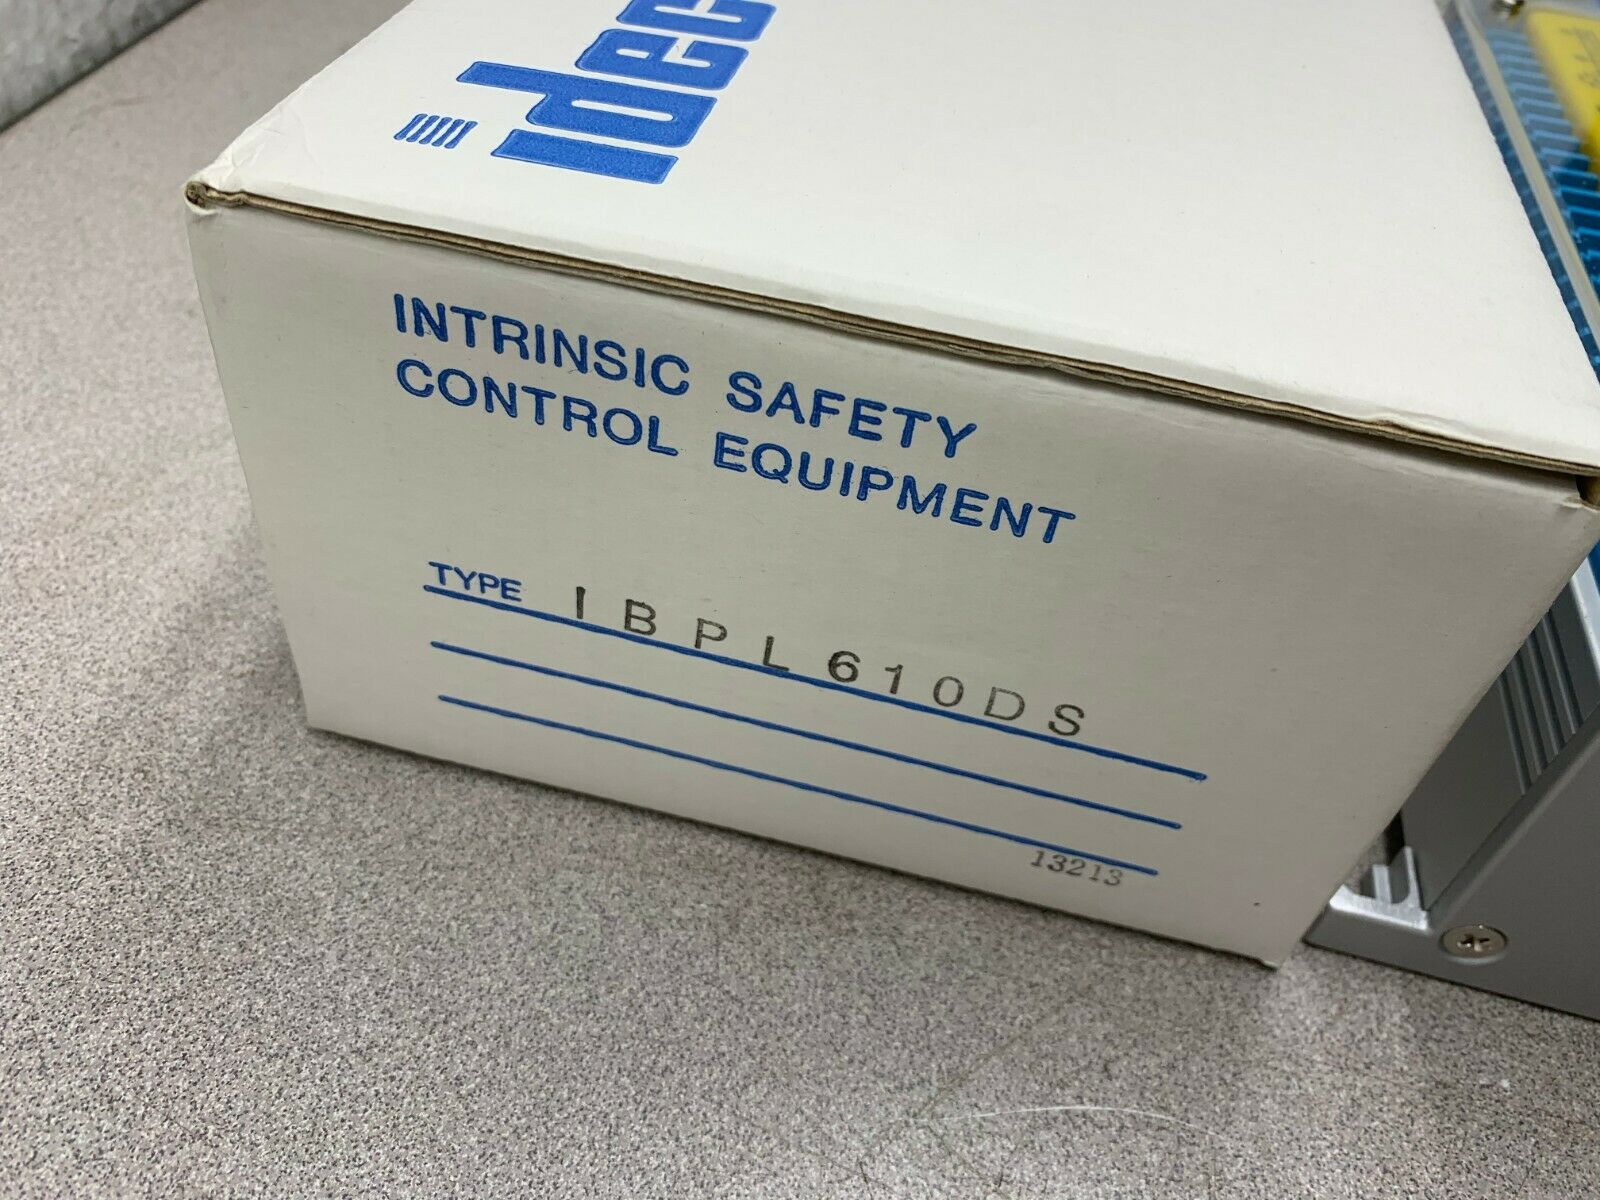 idec
INTRINSIC SAFETY
CONTROL EQUIPMENT
TYPE IBPL610DS
13213